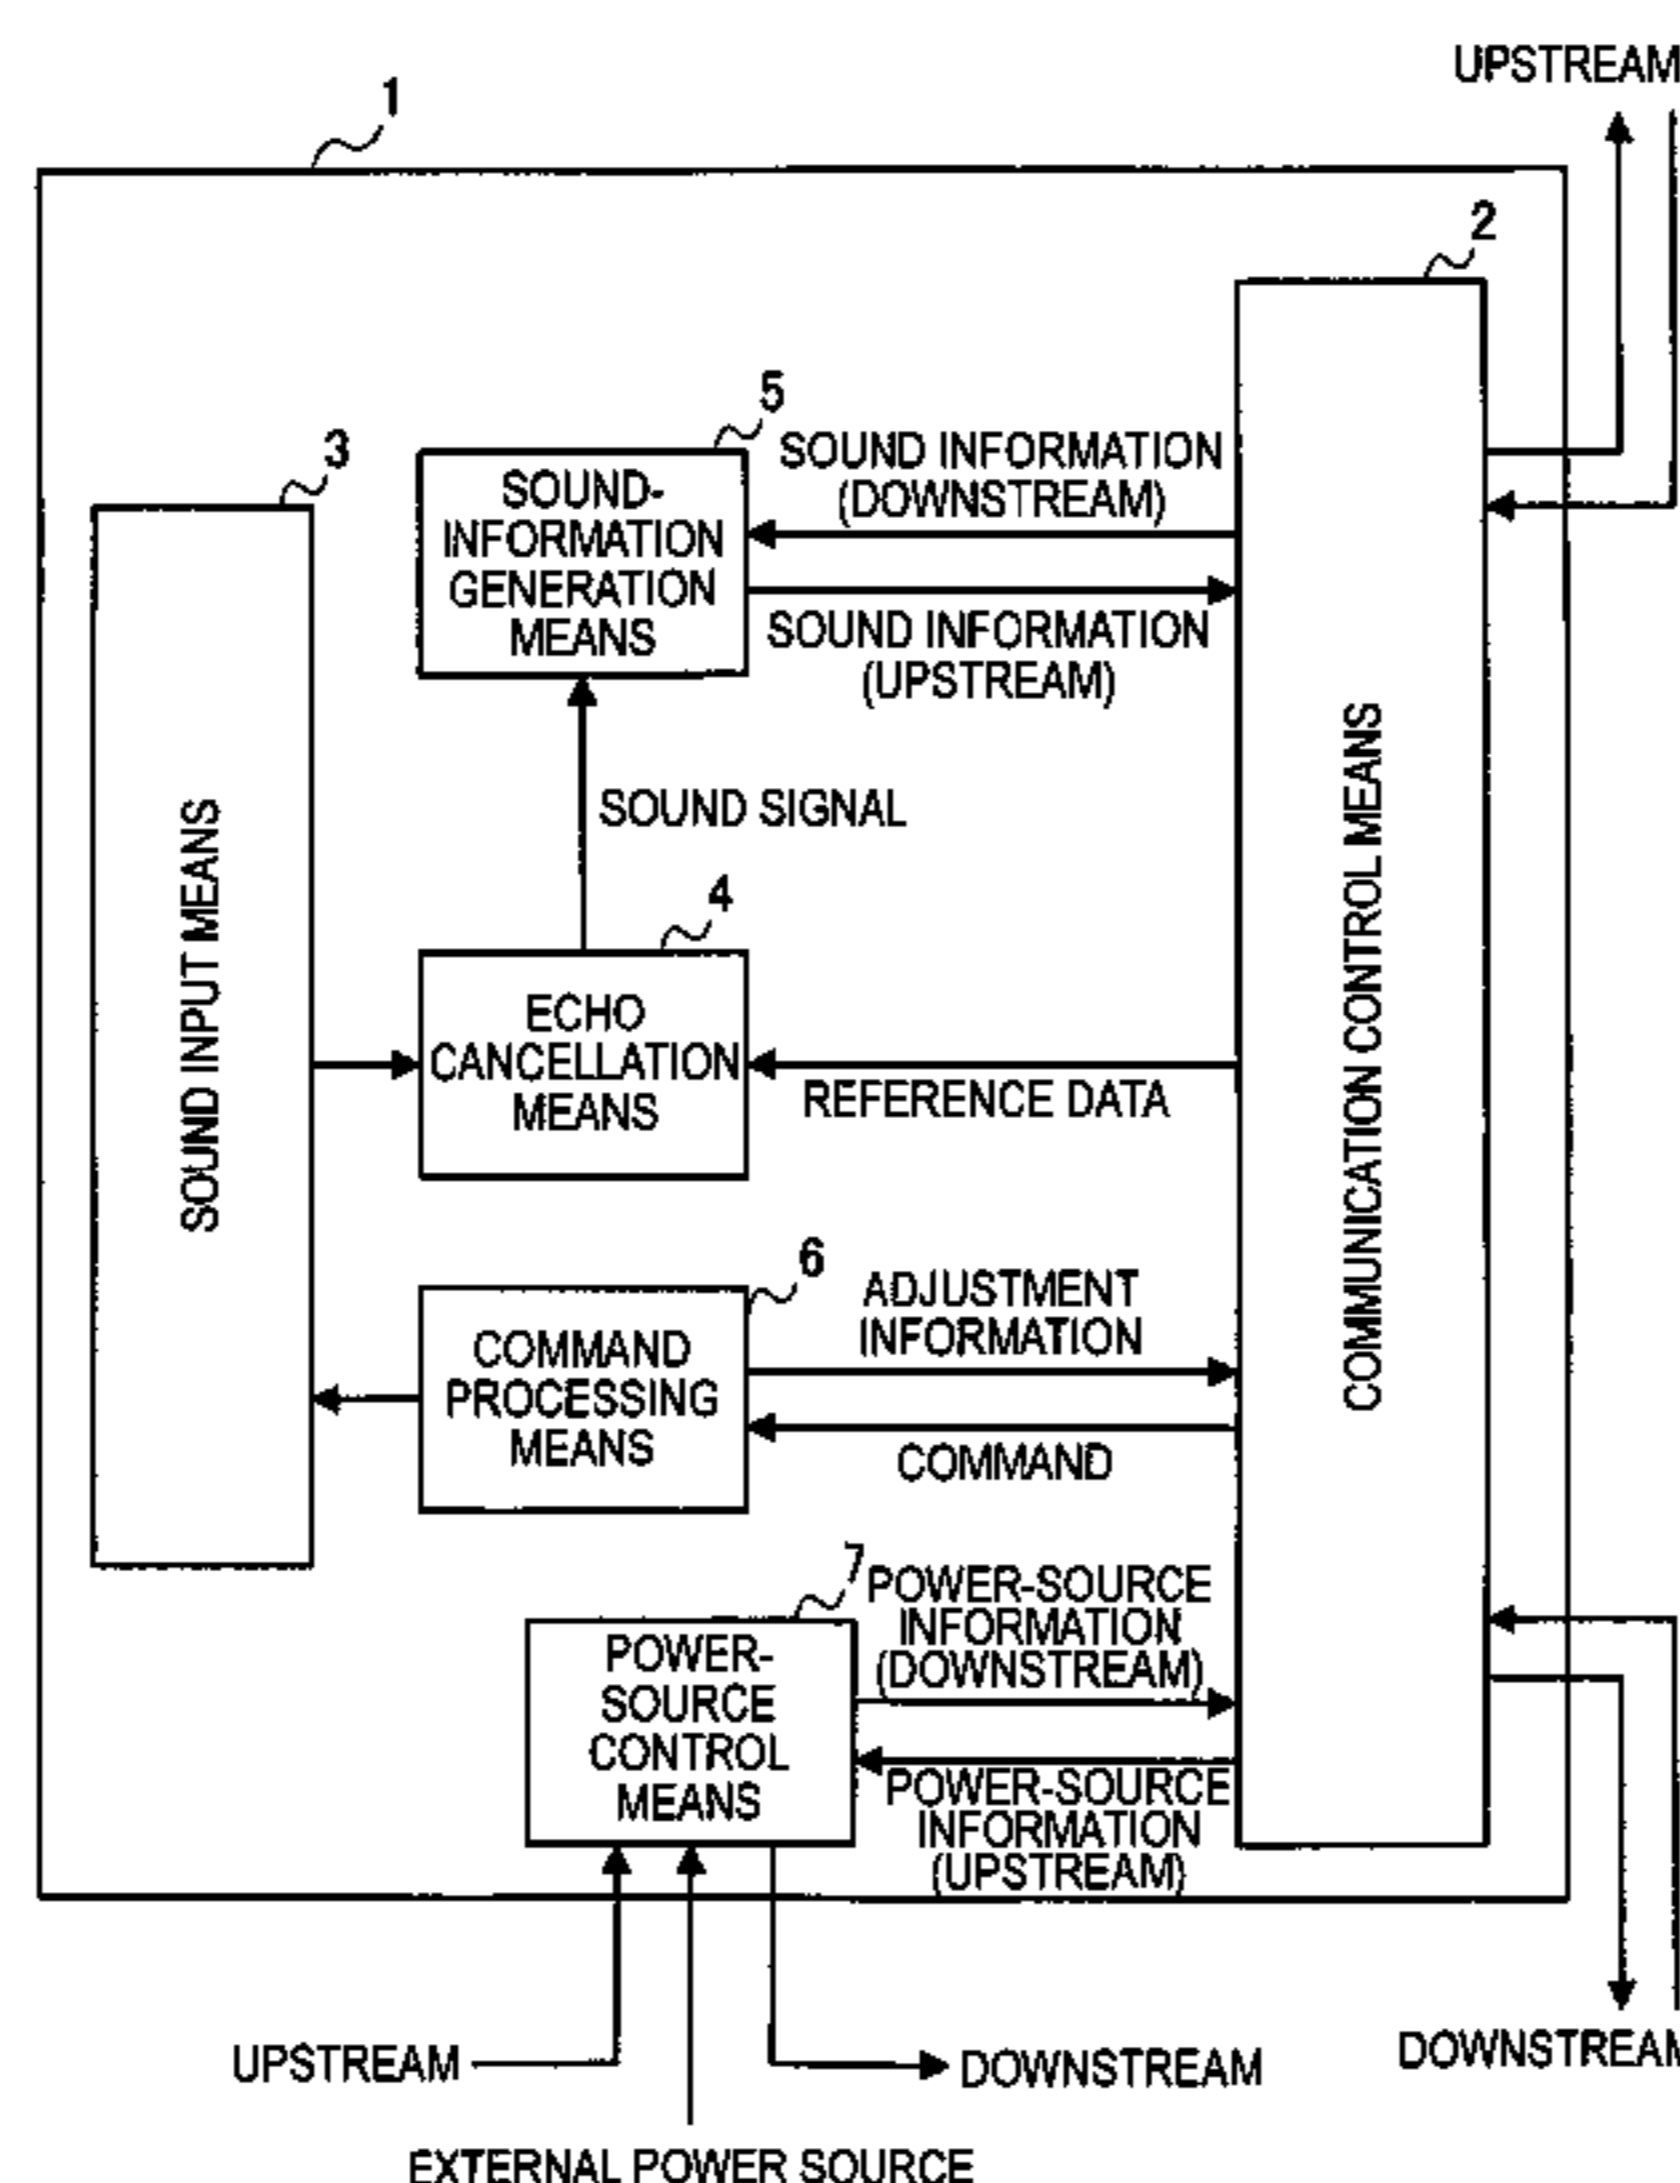 UPSTREAM
1
2
5
SOUND INFORMATION
(DOWNSTREAM)
3
SOUND-
INFORMATION
GENERATION
MEANS
SOUND INFORMATION
(UPSTREAM)
SOUND SIGNAL
SOUND INPUT MEANS
COMMUNICATION CONTROL MEANS
4
ECHO
CANCELLATION
MEANS
REFERENCE DATA
6
ADJUSTMENT
INFORMATION
COMMAND
PROCESSING
MEANS
COMMAND
7
POWER-SOURCE
INFORMATION
(DOWNSTREAM)
POWER-
SOURCE
CONTROL
MEANS
POWER-SOURCE
INFORMATION
(UPSTREAM)
UPSTREAM
DOWNSTREAM
DOWNSTREAM
EXTERNAL POWER SOURCE